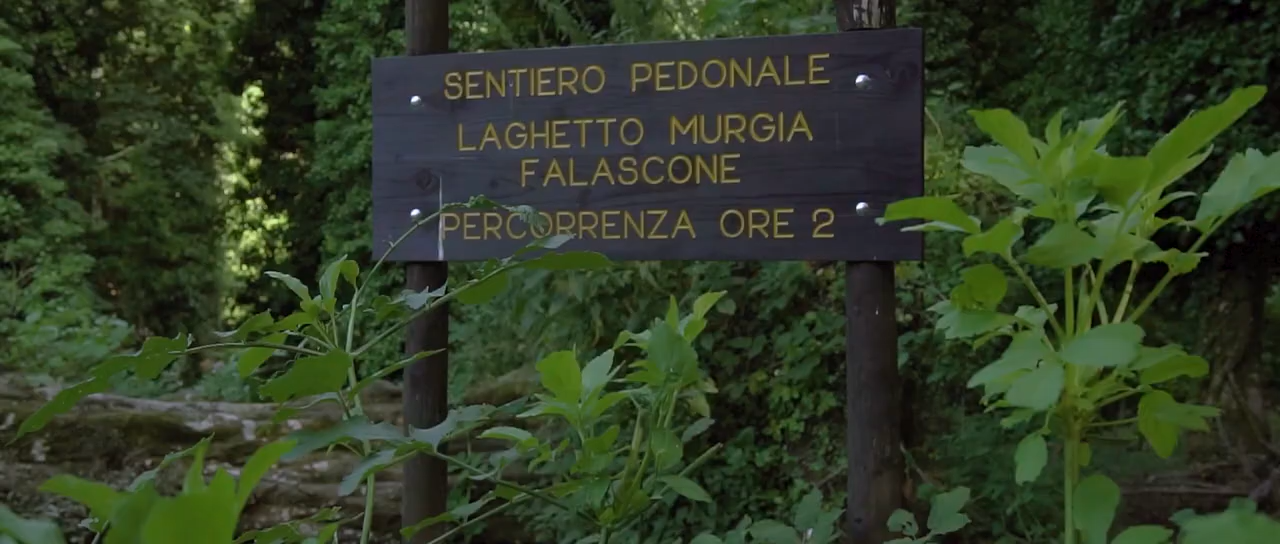 SENTIERO PEDONALE
LAGHETTO MURGIA
FALASCONE
PERCORRENZA ORE 2